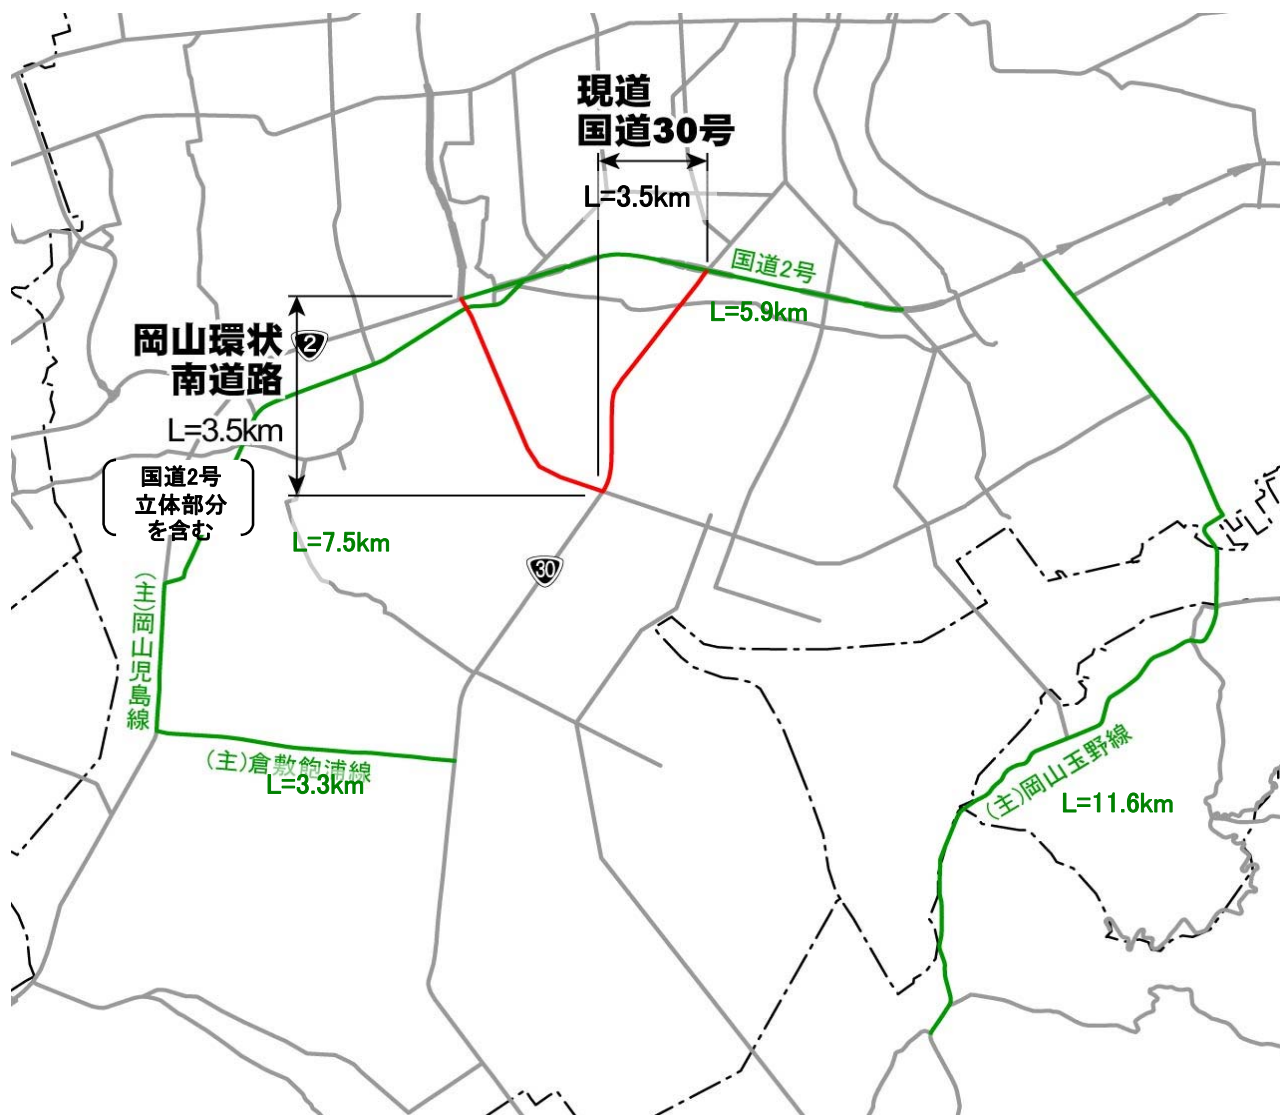 現道
国道30号
L=3.5km
国道2号
L=5.9km
岡山環状
南道路
2
L=3.5km
国道2号
立体部分
を含む
L=7.5km
30
(主)岡山児島線
(主)倉敷飽浦線
L=3.3km
(主)岡山玉野線
L=11.6km